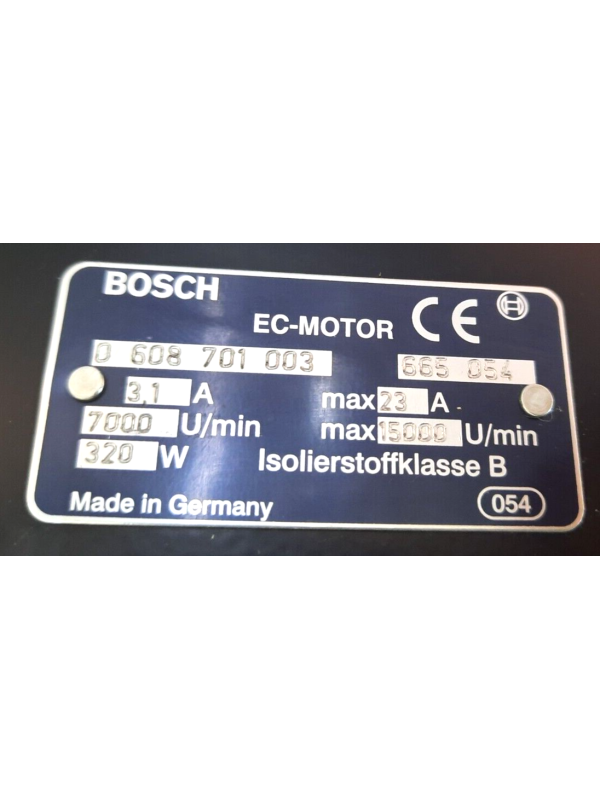 BOSCH
EC-MOTOR CE
0 608 701 003 665 054
3,1 A max 23 A
7000 U/min max 15000 U/min
320 W Isolierstoffklasse B
Made in Germany 054